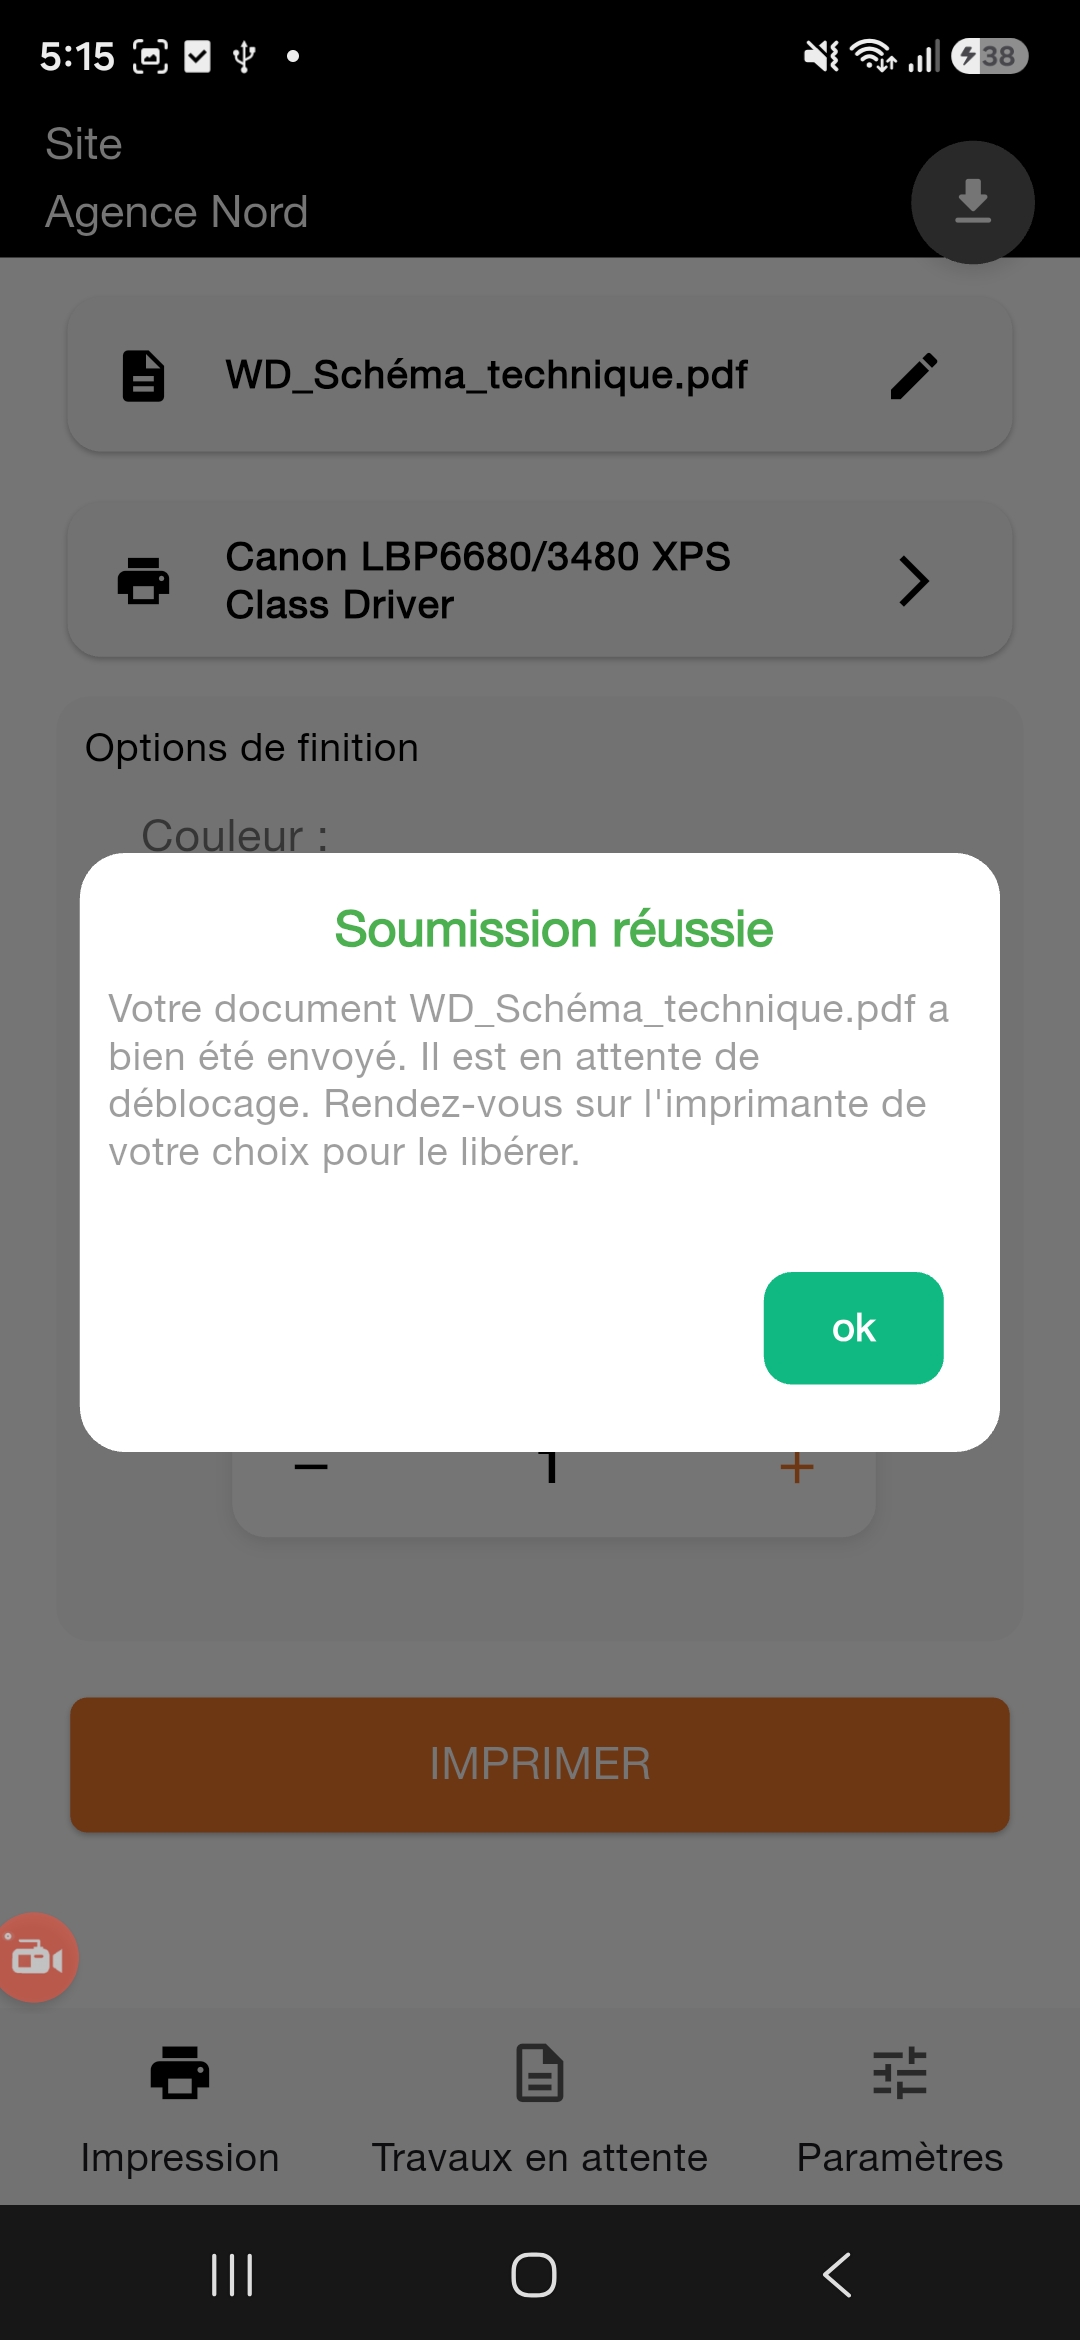 5:15
38
Site
Agence Nord
WD_Schéma_technique.pdf
Canon LBP6680/3480 XPS
Class Driver
Options de finition
Couleur :
Soumission réussie
Votre document WD_Schéma_technique.pdf a
bien été envoyé. Il est en attente de
déblocage. Rendez-vous sur l'imprimante de
votre choix pour le libérer.
ok
1
IMPRIMER
Impression
Travaux en attente
Paramètres